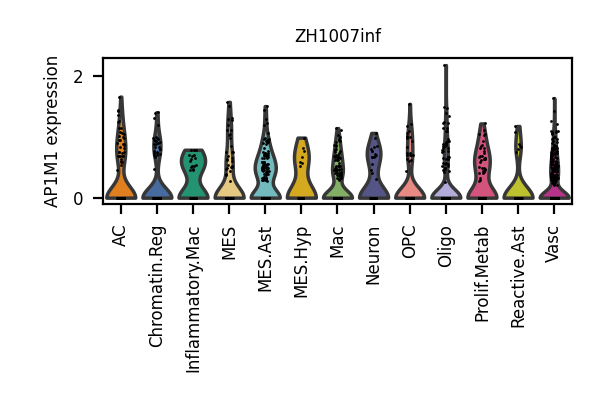 ZH1007inf
AP1M1 expression
2
0
AC
Chromatin.Reg
Inflammatory.Mac
MES
MES.Ast
MES.Hyp
Mac
Neuron
OPC
Oligo
Prolif.Metab
Reactive.Ast
Vasc